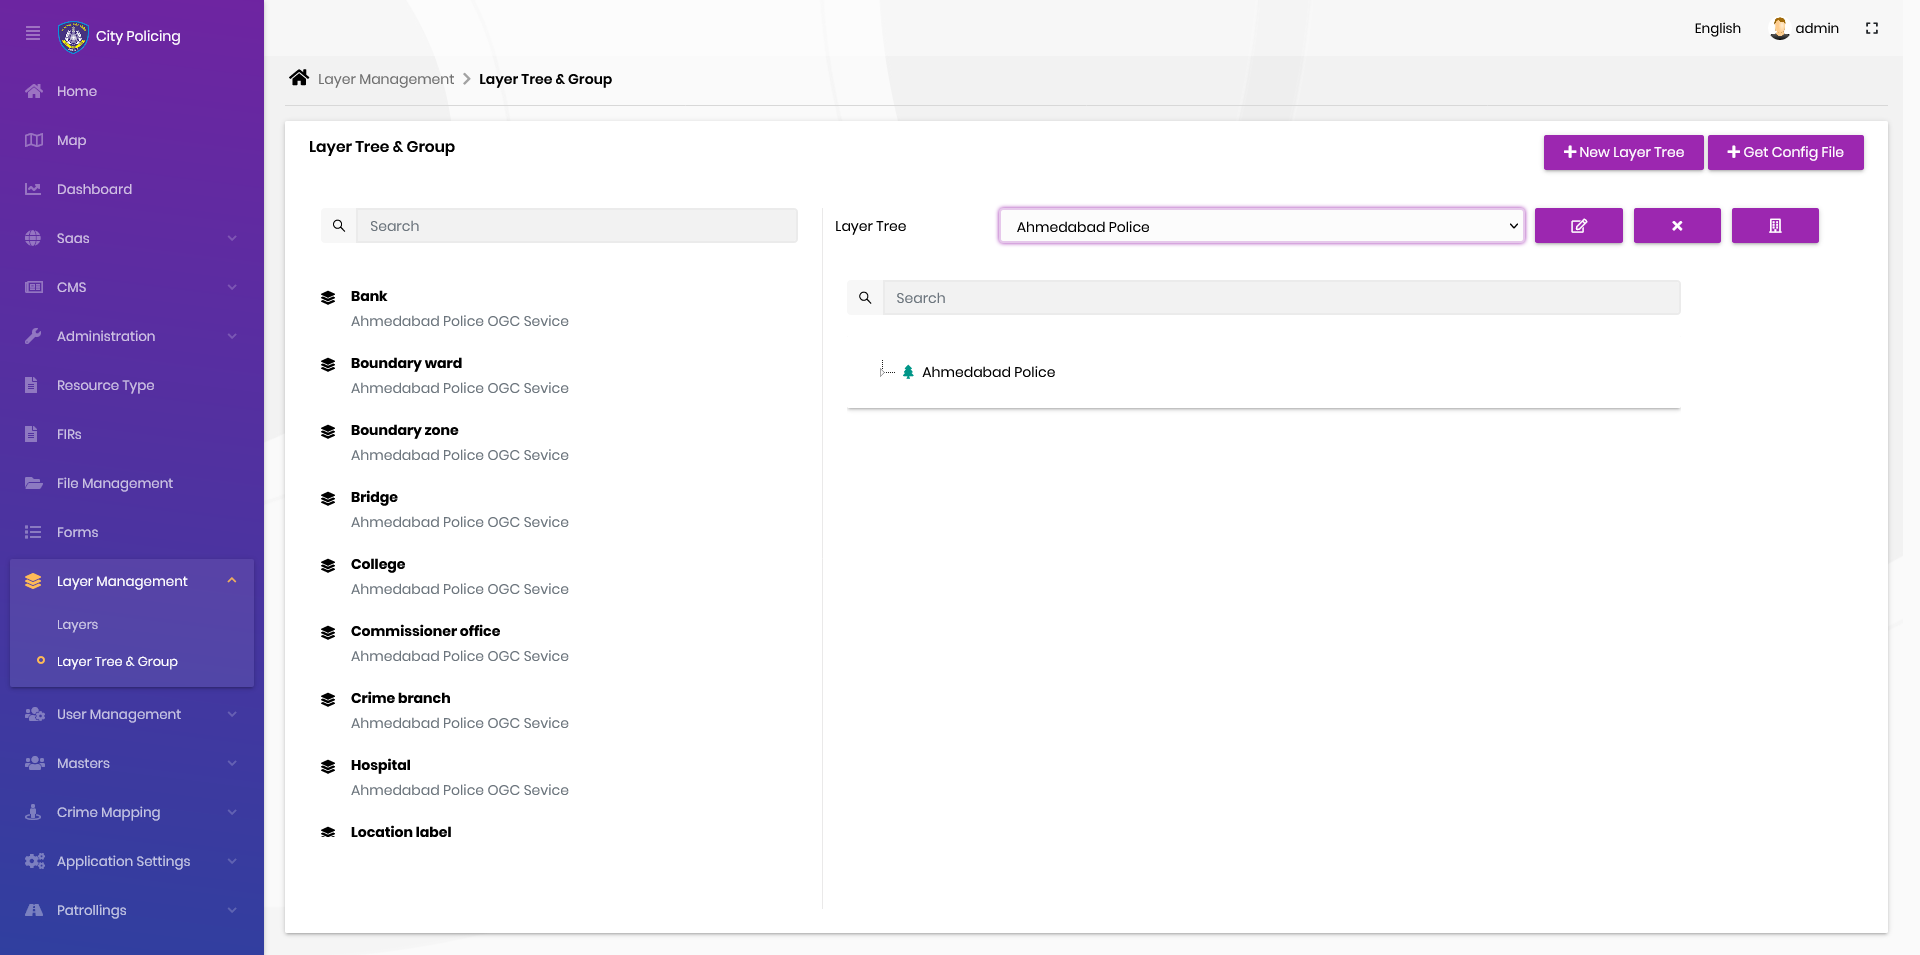 City Policing
Home
Map
Dashboard
Saas
CMS
Administration
Resource Type
FIRs
File Management
Forms
Layer Management
Layers
Layer Tree & Group
User Management
Masters
Crime Mapping
Application Settings
Patrollings
English
admin
Layer Management
Layer Tree & Group
Layer Tree & Group
New Layer Tree
Get Config File
Search
Bank
Ahmedabad Police OGC Sevice
Boundary ward
Ahmedabad Police OGC Sevice
Boundary zone
Ahmedabad Police OGC Sevice
Bridge
Ahmedabad Police OGC Sevice
College
Ahmedabad Police OGC Sevice
Commissioner office
Ahmedabad Police OGC Sevice
Crime branch
Ahmedabad Police OGC Sevice
Hospital
Ahmedabad Police OGC Sevice
Location label
Layer Tree
Ahmedabad Police
Search
Ahmedabad Police